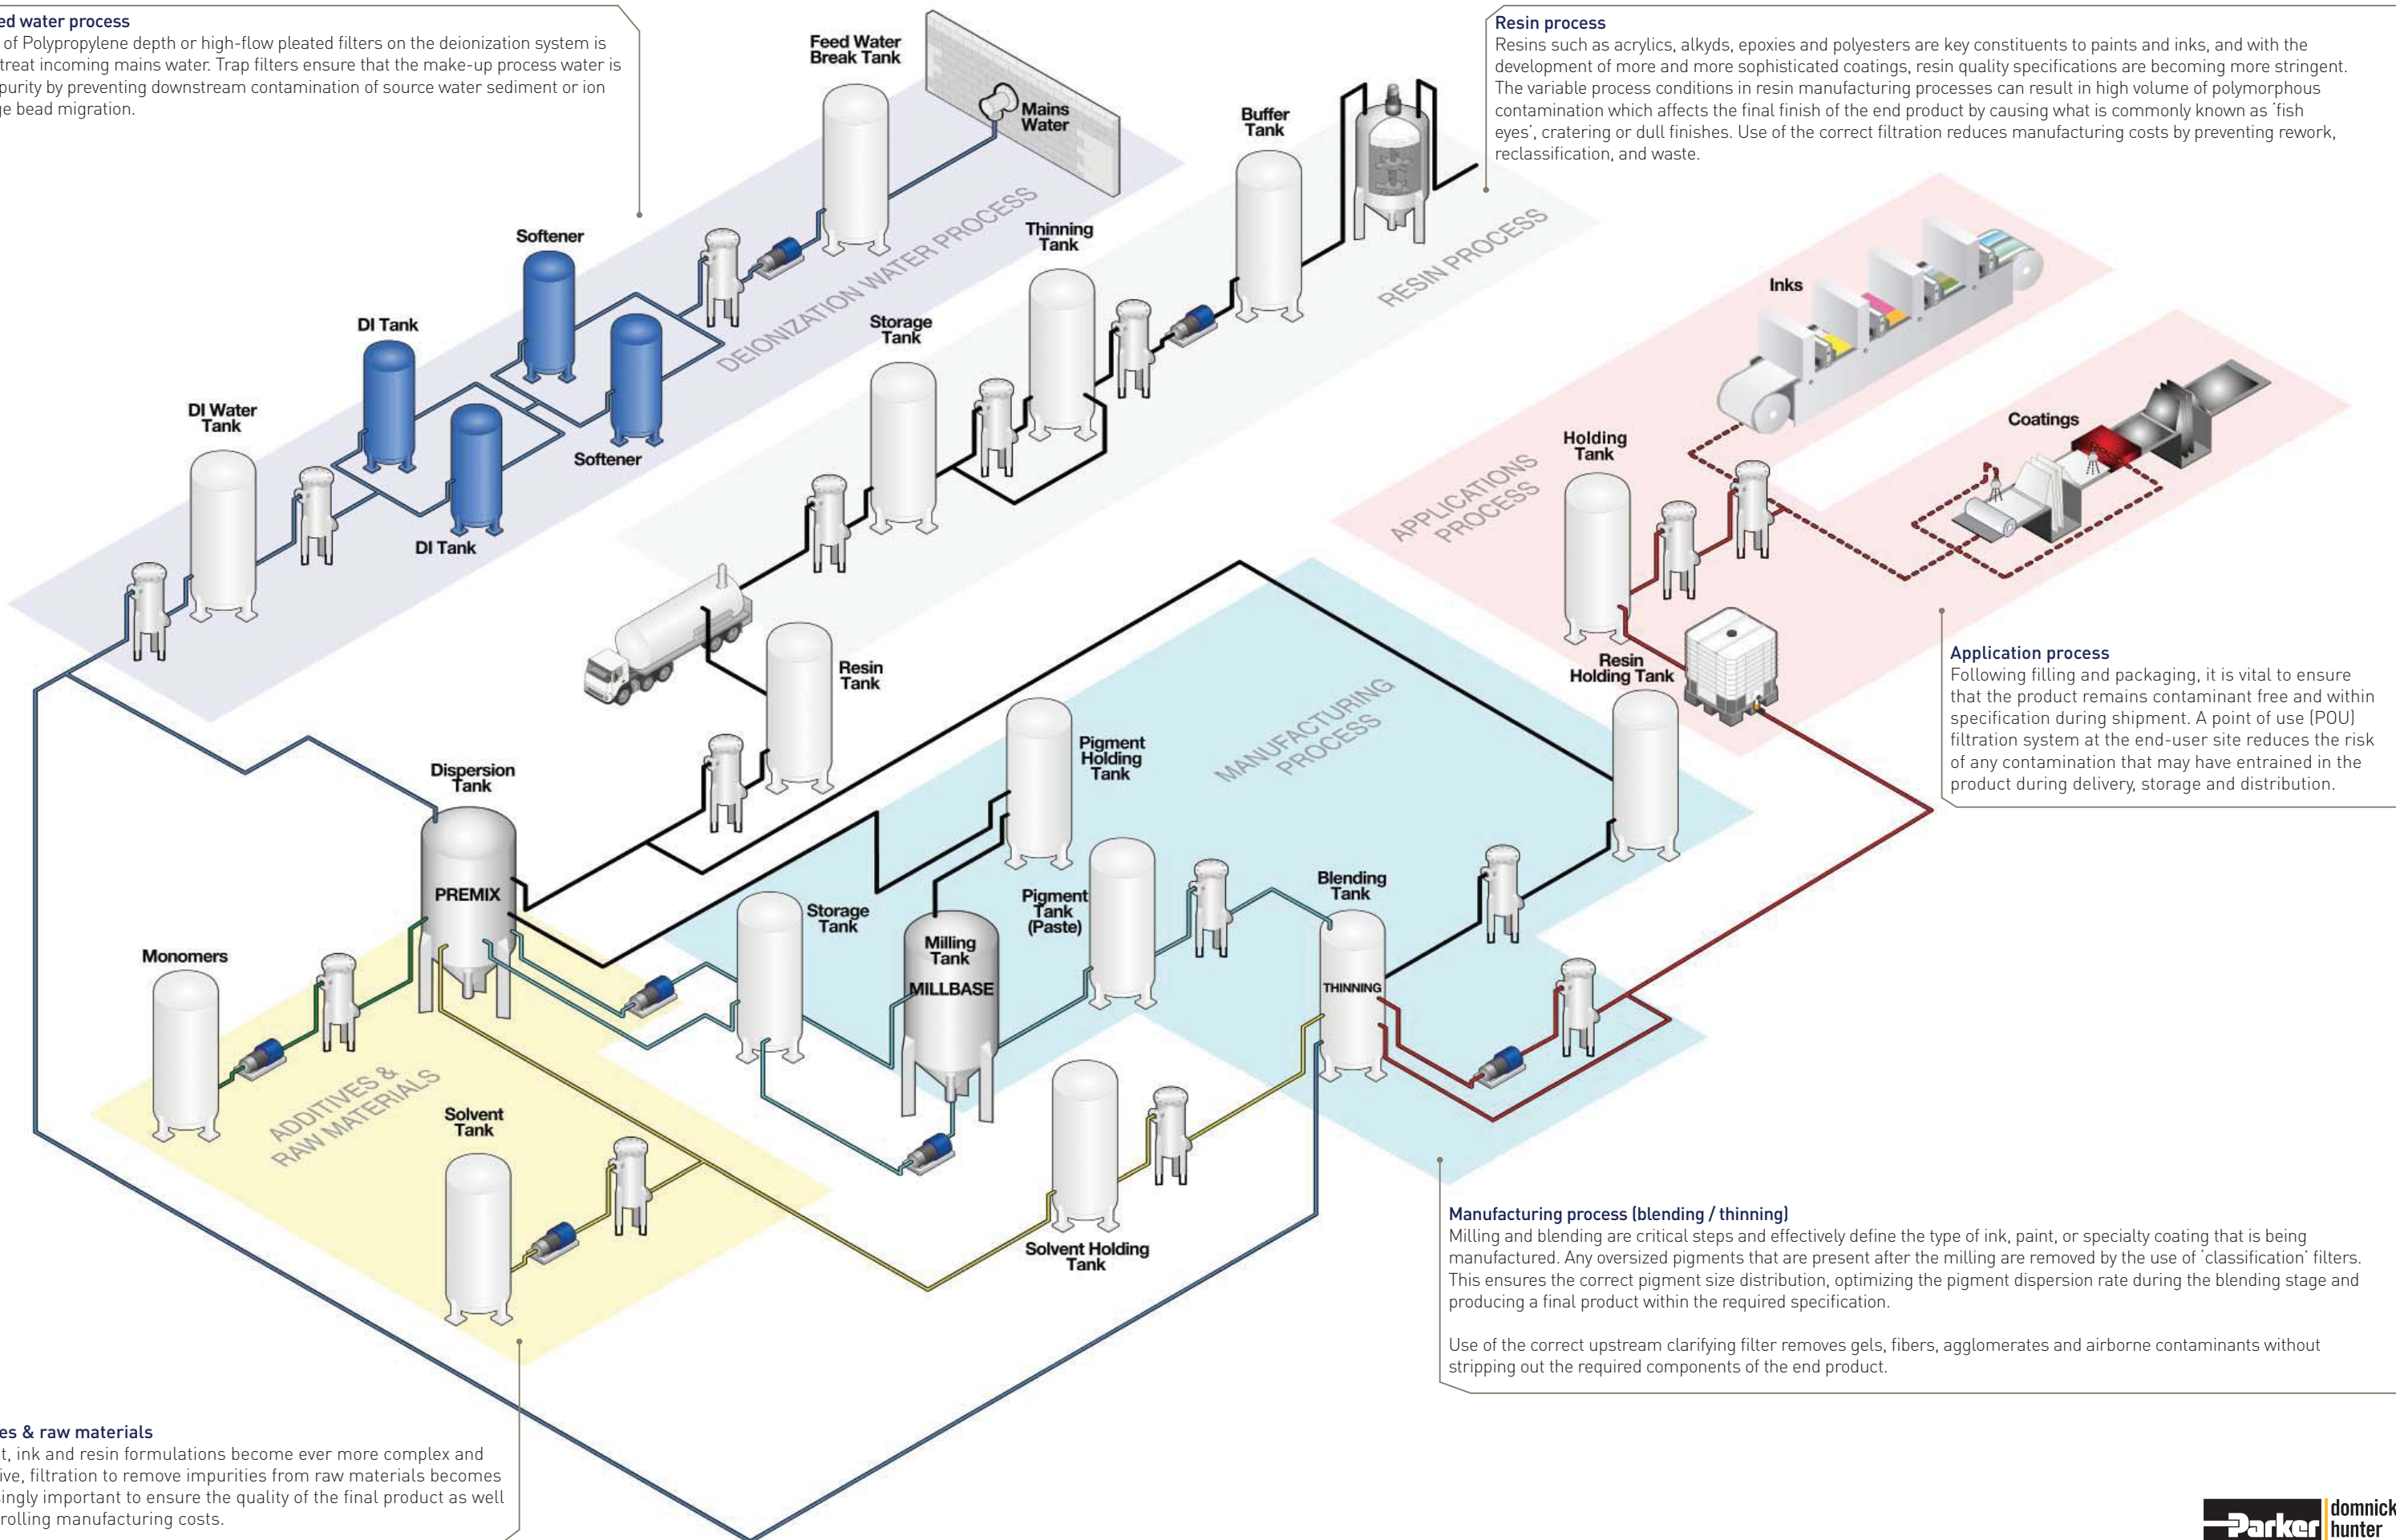 ed water process
of Polypropylene depth or high-flow pleated filters on the deionization system is
treat incoming mains water. Trap filters ensure that the make-up process water is
purity by preventing downstream contamination of source water sediment or ion
ge bead migration.
Resin process
Resins such as acrylics, alkyds, epoxies and polyesters are key constituents to paints and inks, and with the
development of more and more sophisticated coatings, resin quality specifications are becoming more stringent.
The variable process conditions in resin manufacturing processes can result in high volume of polymorphous
contamination which affects the final finish of the end product by causing what is commonly known as 'fish
eyes', cratering or dull finishes. Use of the correct filtration reduces manufacturing costs by preventing rework,
reclassification, and waste.
Feed Water
Break Tank
Mains
Water
Buffer
Tank
Softener
Thinning
Tank
DEIONIZATION WATER PROCESS
RESIN PROCESS
Inks
DI Tank
Storage
Tank
DI Water
Tank
Softener
Coatings
Holding
Tank
APPLICATIONS
PROCESS
DI Tank
Resin
Tank
Resin
Holding Tank
Application process
Following filling and packaging, it is vital to ensure
that the product remains contaminant free and within
specification during shipment. A point of use (POU)
filtration system at the end-user site reduces the risk
of any contamination that may have entrained in the
product during delivery, storage and distribution.
MANUFACTURING
PROCESS
Pigment
Holding
Tank
Dispersion
Tank
PREMIX
Storage
Tank
Pigment
Tank
(Paste)
Blending
Tank
Milling
Tank
MILLBASE
THINNING
Monomers
ADDITIVES &
RAW MATERIALS
Solvent
Tank
Solvent Holding
Tank
Manufacturing process (blending / thinning)
Milling and blending are critical steps and effectively define the type of ink, paint, or specialty coating that is being
manufactured. Any oversized pigments that are present after the milling are removed by the use of 'classification' filters.
This ensures the correct pigment size distribution, optimizing the pigment dispersion rate during the blending stage and
producing a final product within the required specification.
Use of the correct upstream clarifying filter removes gels, fibers, agglomerates and airborne contaminants without
stripping out the required components of the end product.
es & raw materials
t, ink and resin formulations become ever more complex and
ive, filtration to remove impurities from raw materials becomes
singly important to ensure the quality of the final product as well
rolling manufacturing costs.
Parker
domnick
hunter